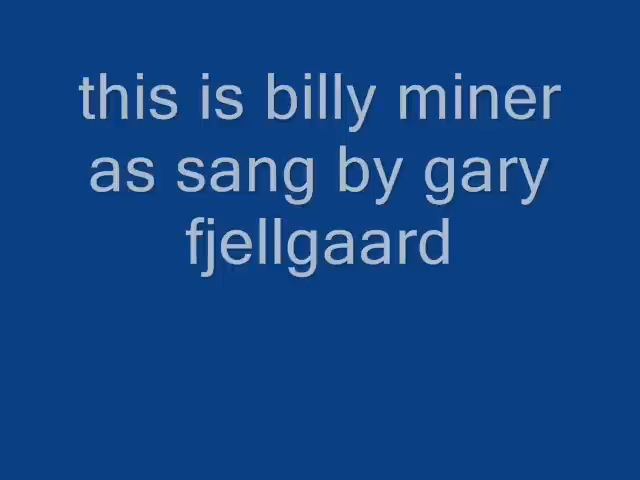 this is billy miner
as sang by gary
fjellgaard